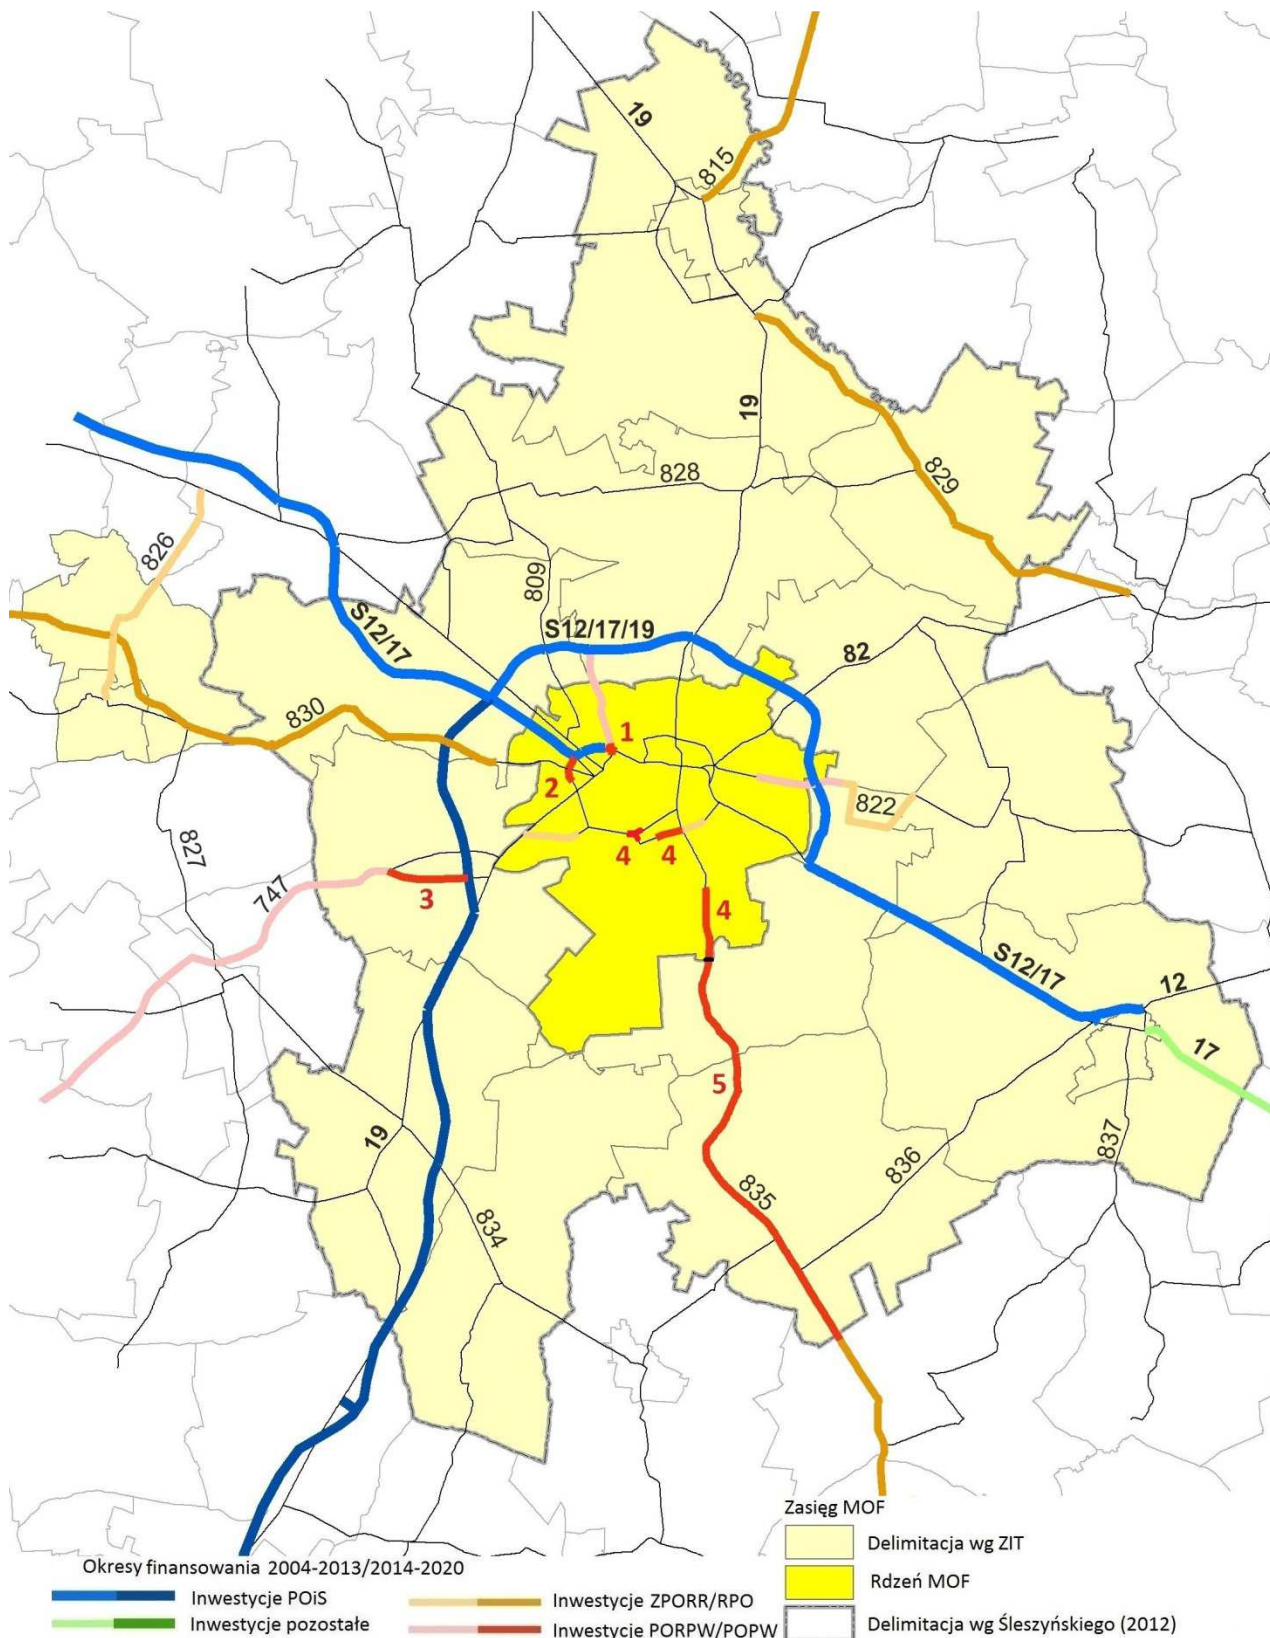 19
815
19
828
829
826
809
S12/17
S12/17/19
82
830
1
2
822
4
4
827
747
3
4
S12/17
12
17
5
19
837
836
835
834
Zasięg MOF
Delimitacja wg ZIT
Rdzeń MOF
Delimitacja wg Śleszyńskiego (2012)
Okresy finansowania 2004-2013/2014-2020
Inwestycje POiS
Inwestycje ZPORR/RPO
Inwestycje pozostałe
Inwestycje PORPW/POPW